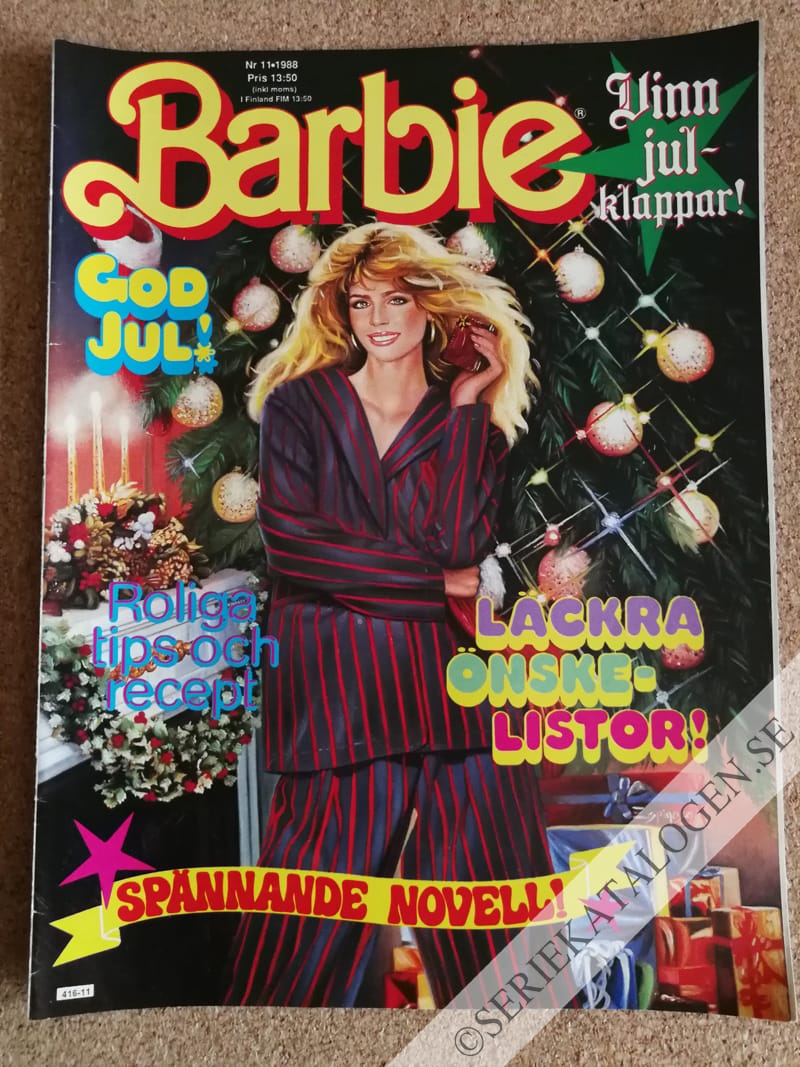 Nr 11•1988
Pris 13:50
(inkl moms)
I Finland FIM 13:50
Barbie®
Vinn
jul-
klappar!
GOD
JUL!
Roliga
tips och
recept
LÄCKRA
ÖNSKE-
LISTOR!
SPÄNNANDE NOVELL!
416-11
©SERIEKATALOGEN.SE